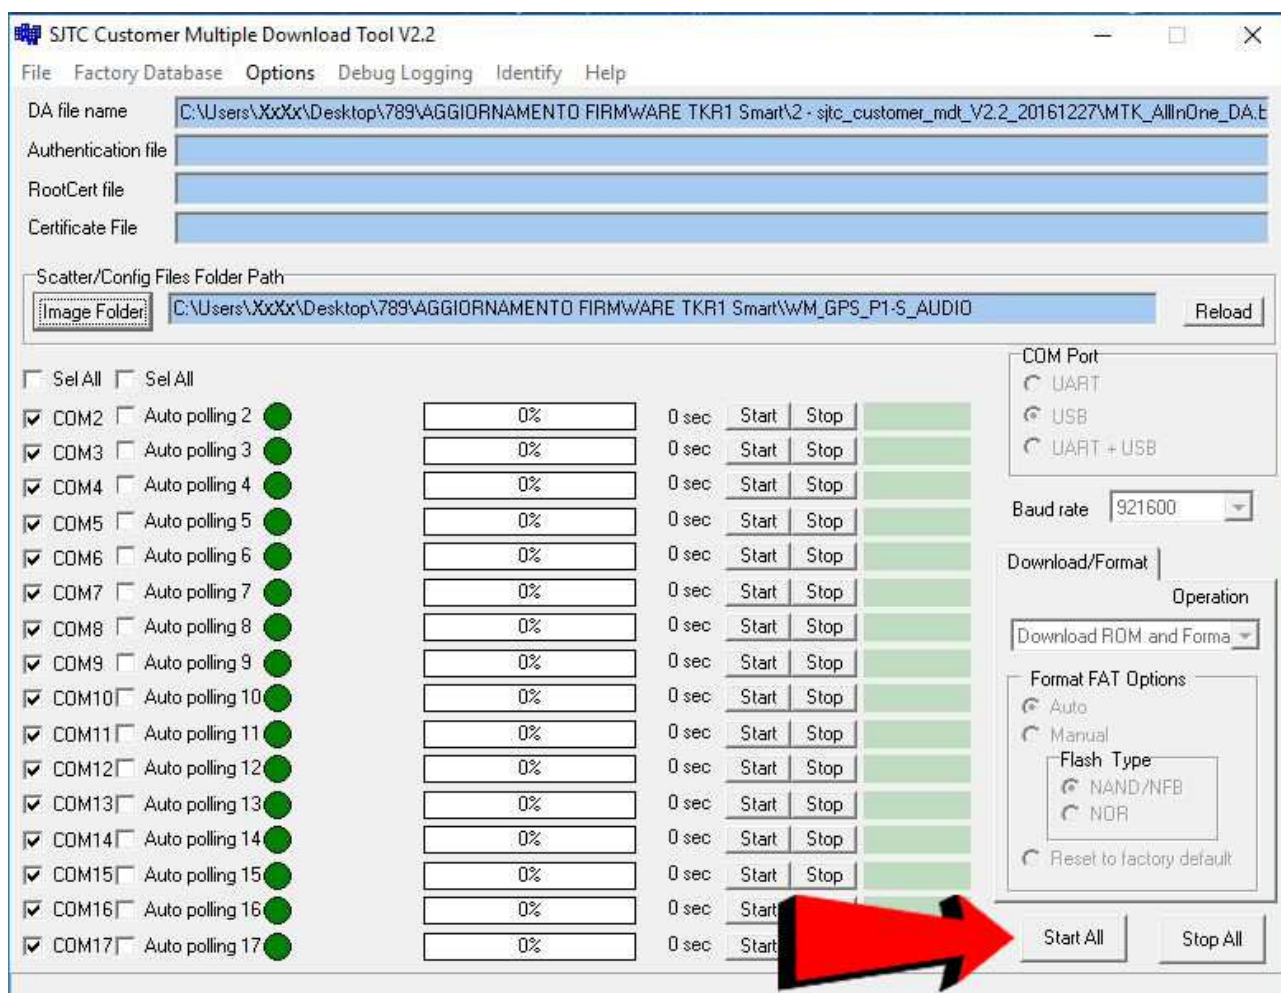 SJTC Customer Multiple Download Tool V2.2
File Factory Database Options Debug Logging Identify Help
DA file name C:\Users\XxXx\Desktop\789\AGGIORNAMENTO FIRMWARE TKR1 Smart\2 - sjtc_customer_mdt_V2.2_20161227\MTK_AllInOne_DA.b
Authentication file
RootCert file
Certificate File
Scatter/Config Files Folder Path
Image Folder C:\Users\XxXx\Desktop\789\AGGIORNAMENTO FIRMWARE TKR1 Smart\WM_GPS_P1-S_AUDIO Reload
Sel All Sel All
COM2 Auto polling 2 0% 0 sec Start Stop
COM3 Auto polling 3 0% 0 sec Start Stop
COM4 Auto polling 4 0% 0 sec Start Stop
COM5 Auto polling 5 0% 0 sec Start Stop
COM6 Auto polling 6 0% 0 sec Start Stop
COM7 Auto polling 7 0% 0 sec Start Stop
COM8 Auto polling 8 0% 0 sec Start Stop
COM9 Auto polling 9 0% 0 sec Start Stop
COM10 Auto polling 10 0% 0 sec Start Stop
COM11 Auto polling 11 0% 0 sec Start Stop
COM12 Auto polling 12 0% 0 sec Start Stop
COM13 Auto polling 13 0% 0 sec Start Stop
COM14 Auto polling 14 0% 0 sec Start Stop
COM15 Auto polling 15 0% 0 sec Start Stop
COM16 Auto polling 16 0% 0 sec Start
COM17 Auto polling 17 0% 0 sec Start
COM Port
UART
USB
UART + USB
Baud rate 921600
Download/Format
Operation
Download ROM and Forma
Format FAT Options
Auto
Manual
Flash Type
NAND/NFB
NOR
Reset to factory default
Start All Stop All